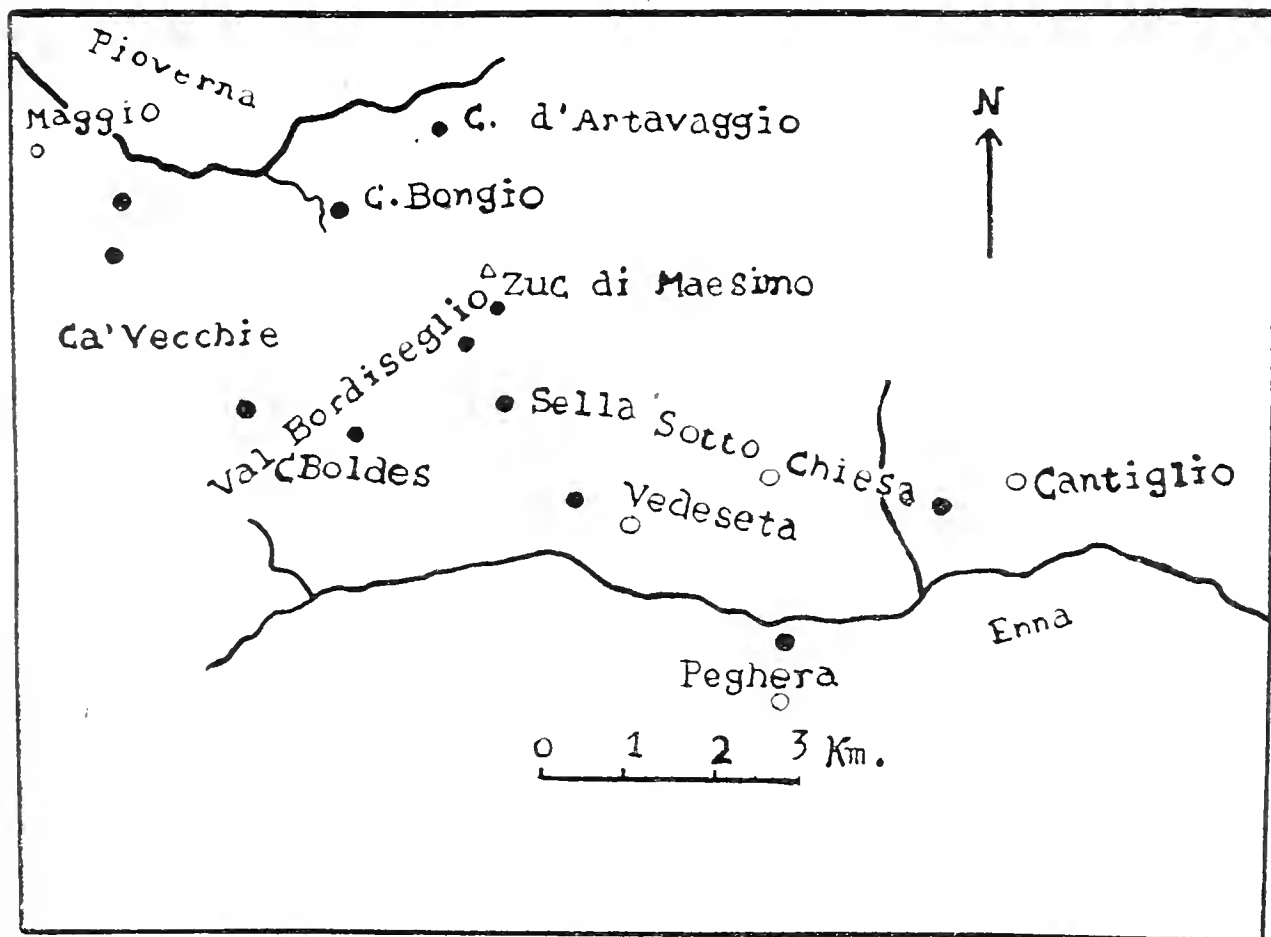 Pioverna
Maggio
C. d'Artavaggio
N
C. Bongio
Zuc di Maesimo
Ca' Vecchie
Val Bordiseglio
Sella
Sotto Chiesa
C Boldes
Cantiglio
Vedeseta
Enna
Peghera
0 1 2 3 Km.